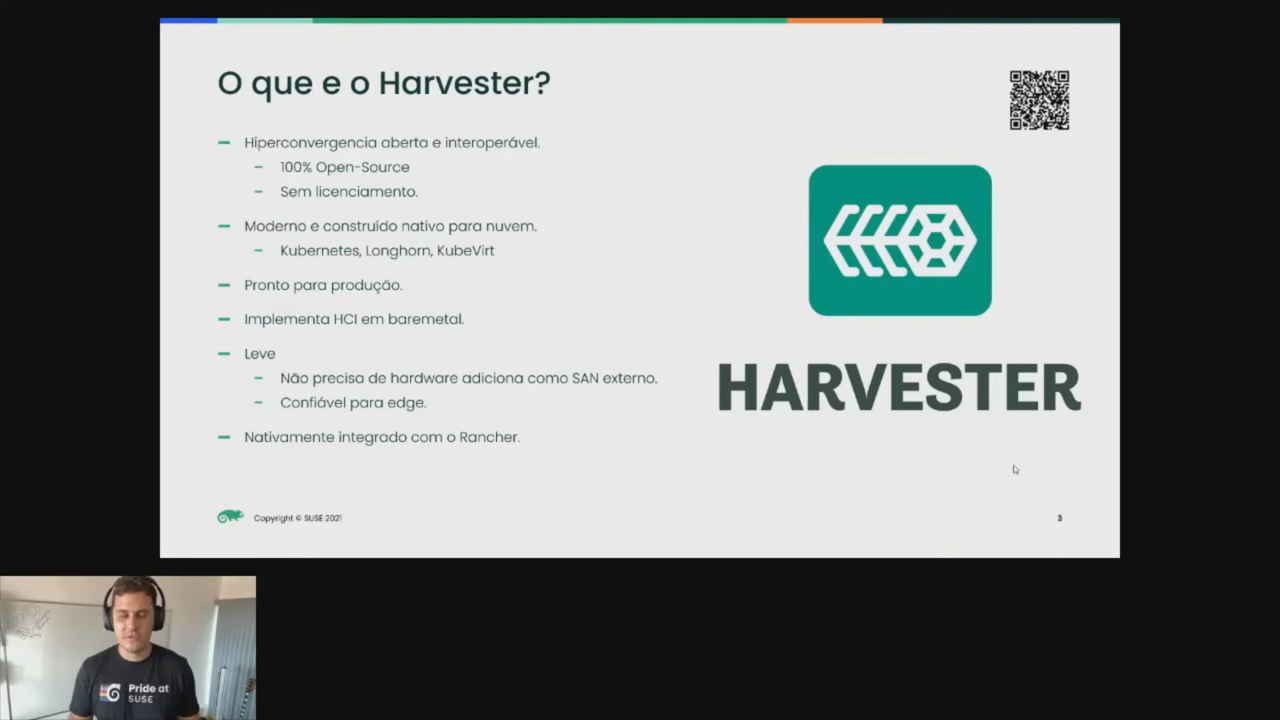 O que e o Harvester?
Hiperconvergencia aberta e interoperável.
100% Open-Source
Sem licenciamento.
Moderno e construído nativo para nuvem.
Kubernetes, Longhorn, KubeVirt
Pronto para produção.
Implementa HCI em baremetal.
Leve
Não precisa de hardware adiciona como SAN externo.
Confiável para edge.
Nativamente integrado com o Rancher.
HARVESTER
Copyright © SUSE 2021
3
Pride at
SUSE